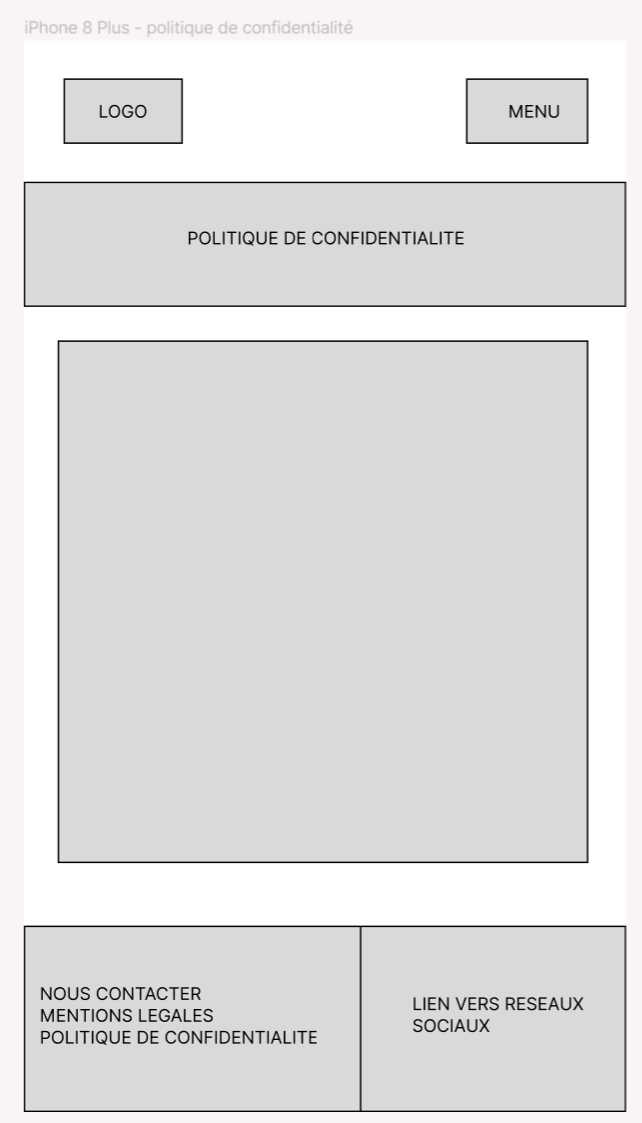 iPhone 8 Plus - politique de confidentialité
LOGO
MENU
POLITIQUE DE CONFIDENTIALITE
NOUS CONTACTER
MENTIONS LEGALES
POLITIQUE DE CONFIDENTIALITE
LIEN VERS RESEAUX
SOCIAUX